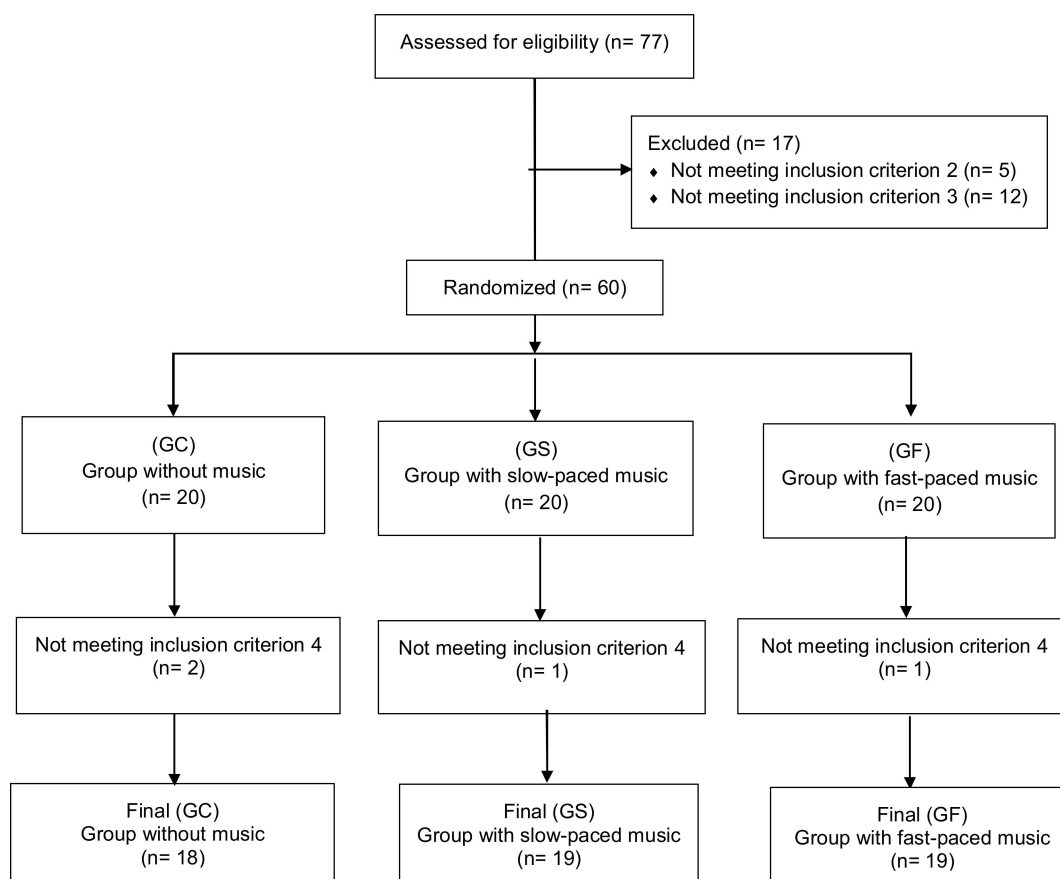 Assessed for eligibility (n= 77)
Excluded (n= 17)
♦ Not meeting inclusion criterion 2 (n= 5)
♦ Not meeting inclusion criterion 3 (n= 12)
Randomized (n= 60)
(GC)
Group without music
(n= 20)
(GS)
Group with slow-paced music
(n= 20)
(GF)
Group with fast-paced music
(n= 20)
Not meeting inclusion criterion 4
(n= 2)
Not meeting inclusion criterion 4
(n= 1)
Not meeting inclusion criterion 4
(n= 1)
Final (GC)
Group without music
(n= 18)
Final (GS)
Group with slow-paced music
(n= 19)
Final (GF)
Group with fast-paced music
(n= 19)